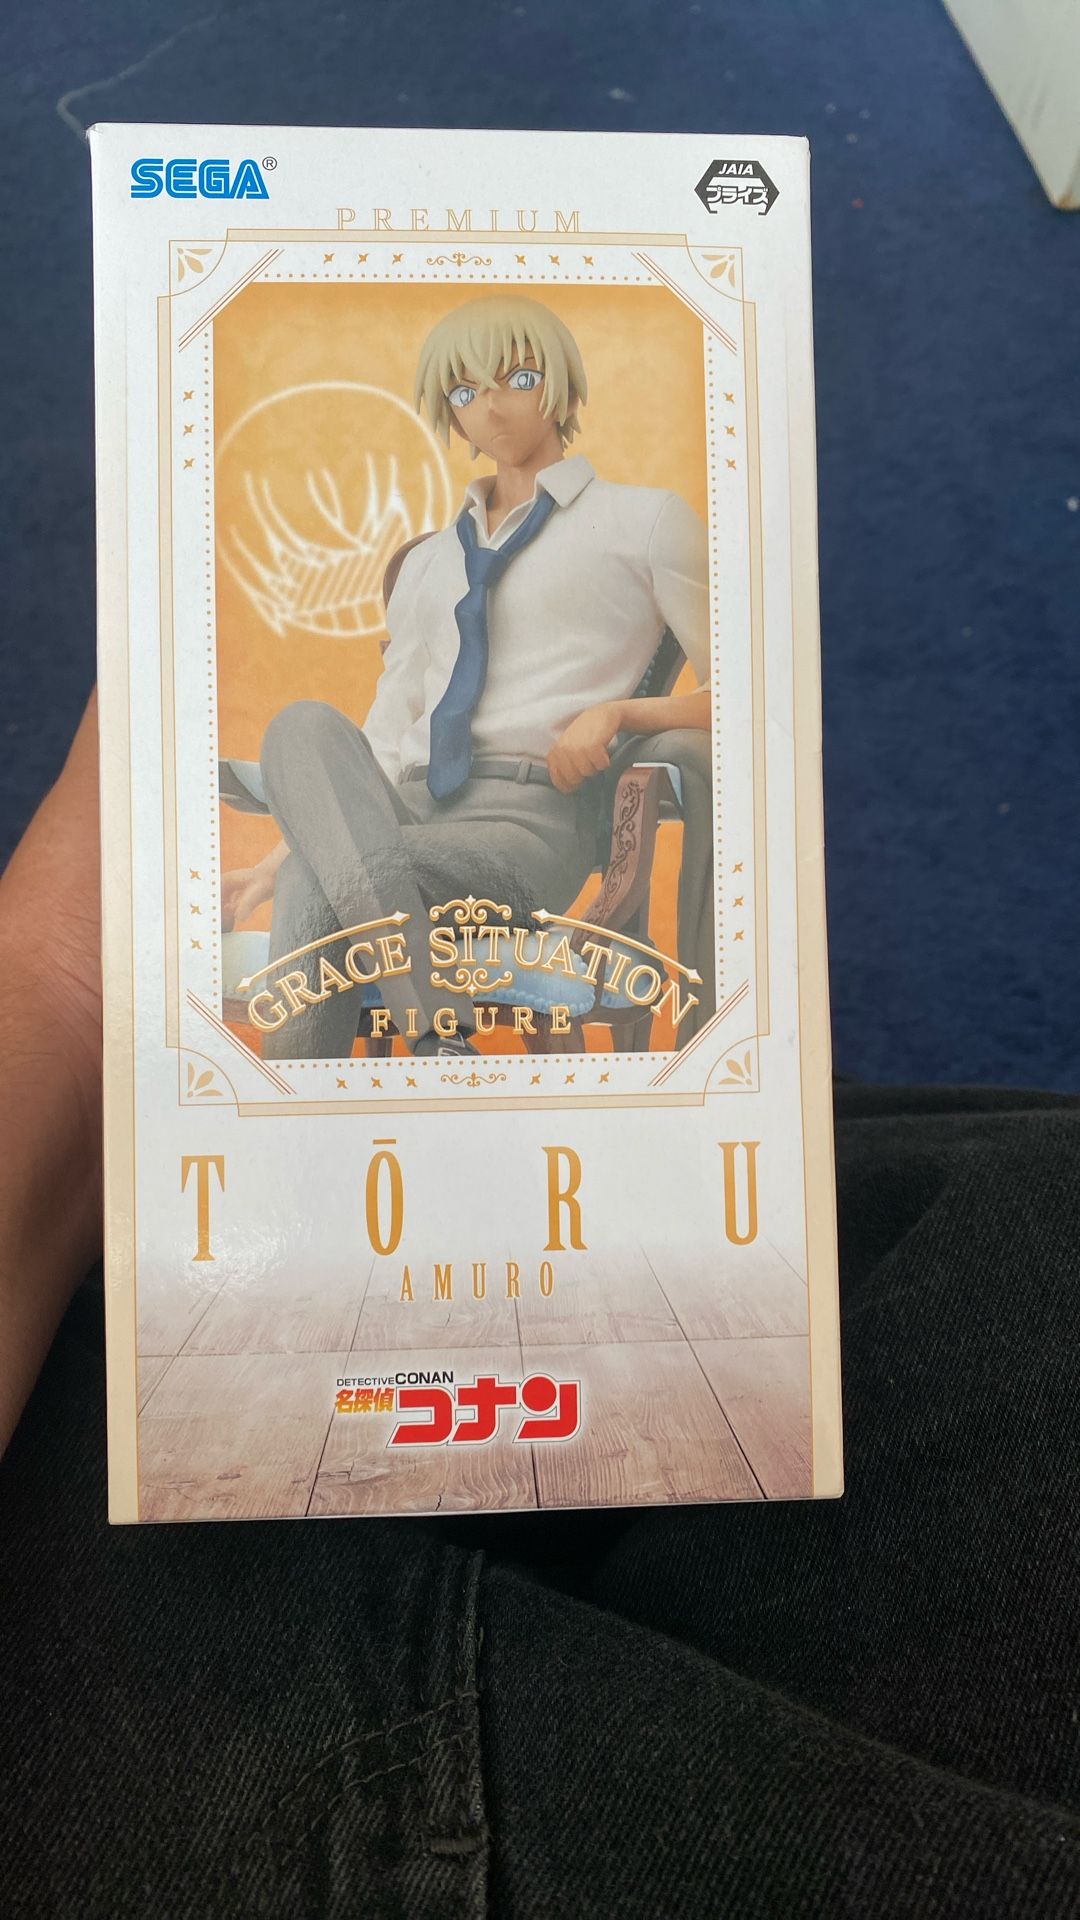 SEGA®
JAIA
プライズ
PREMIUM
GRACE SITUATION
FIGURE
TŌRU
AMURO
DETECTIVE CONAN
名探偵コナン